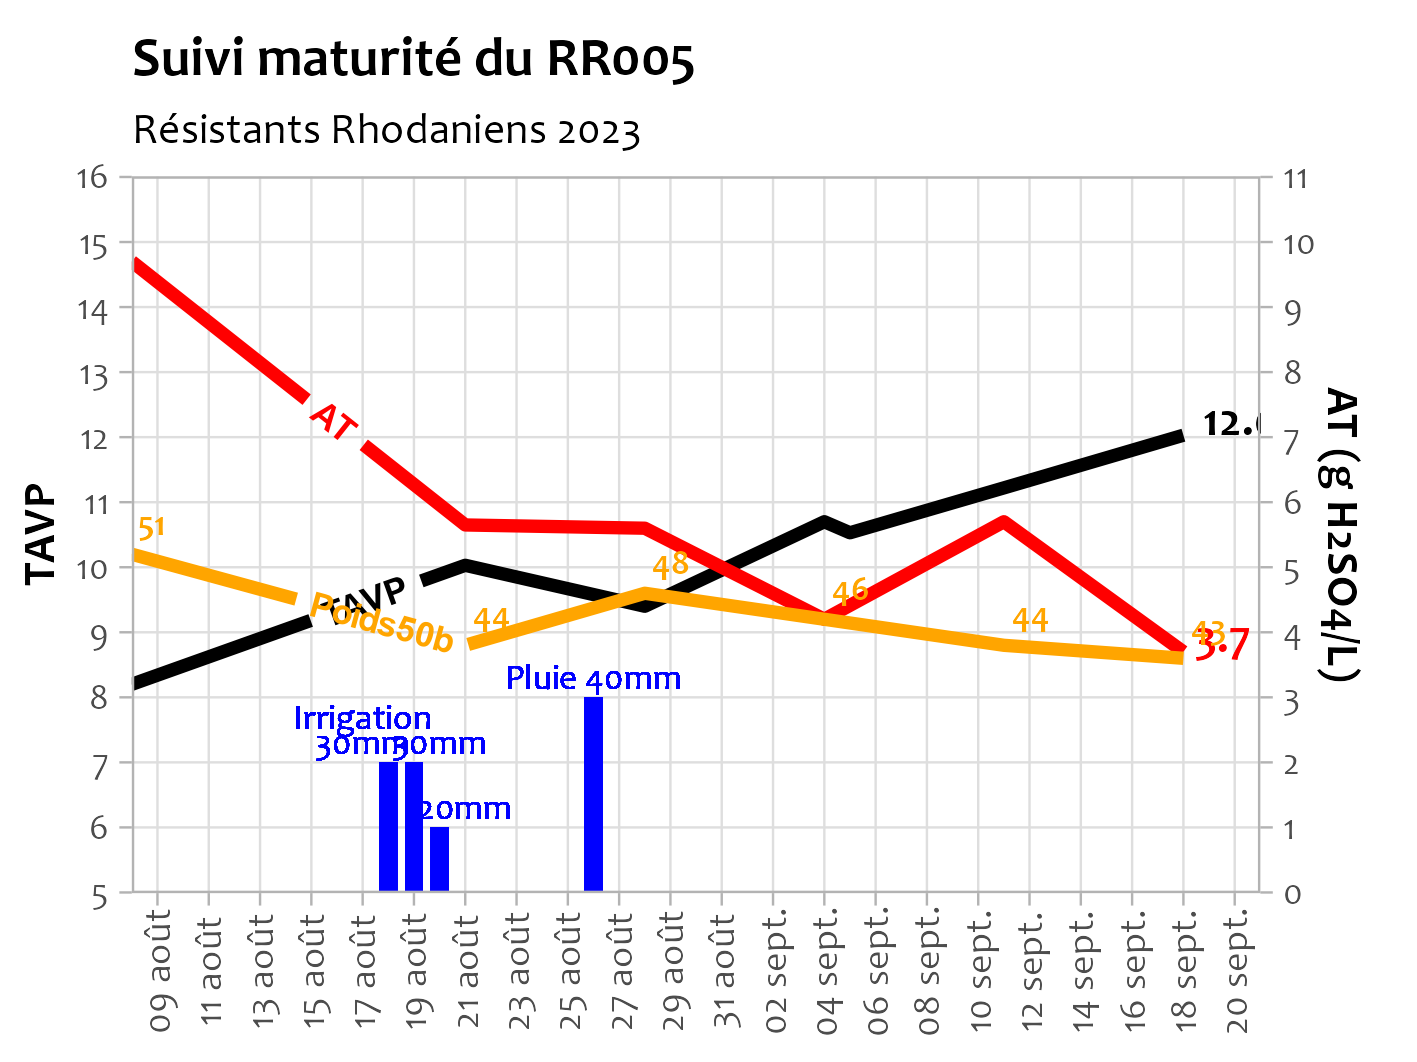 Suivi maturité du RR005
Résistants Rhodaniens 2023
16
15
14
13
12
11
10
9
8
7
6
5
TAVP
11
10
9
8
7
6
5
4
3
2
1
0
AT (g H2SO4/L)
AT
TAVP
Poids50b
51
44
48
46
44
43
3.7
12.
Pluie 40mm
Irrigation
30mm
30mm
20mm
09 août
11 août
13 août
15 août
17 août
19 août
21 août
23 août
25 août
27 août
29 août
31 août
02 sept.
04 sept.
06 sept.
08 sept.
10 sept.
12 sept.
14 sept.
16 sept.
18 sept.
20 sept.